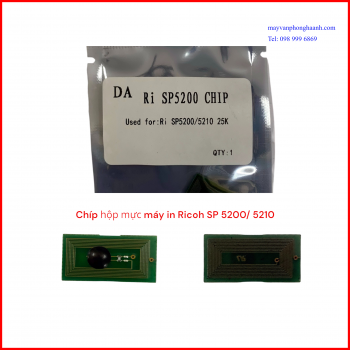 mayvanphonghaanh.com
Tel: 098 999 6869
DA Ri SP5200 CHIP
Used for:Ri SP5200/5210 25K
QTY:1
Chíp hộp mực máy in Ricoh SP 5200/ 5210